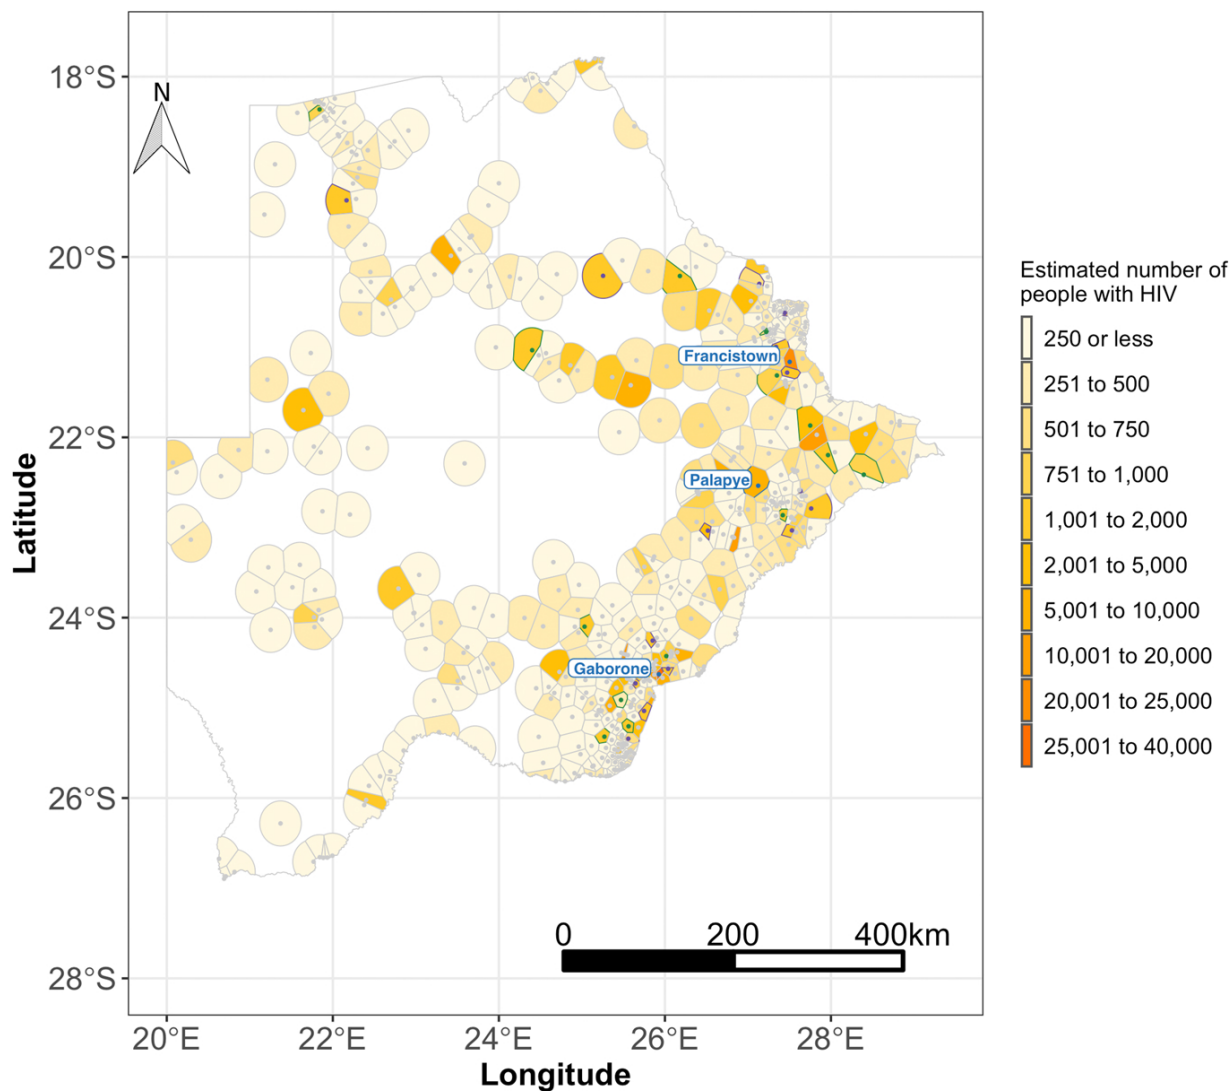 18°S
20°S
22°S
24°S
26°S
28°S
Latitude
N
Francistown
Palapye
Gaborone
0 200 400km
20°E 22°E 24°E 26°E 28°E
Longitude
Estimated number of
people with HIV
250 or less
251 to 500
501 to 750
751 to 1,000
1,001 to 2,000
2,001 to 5,000
5,001 to 10,000
10,001 to 20,000
20,001 to 25,000
25,001 to 40,000